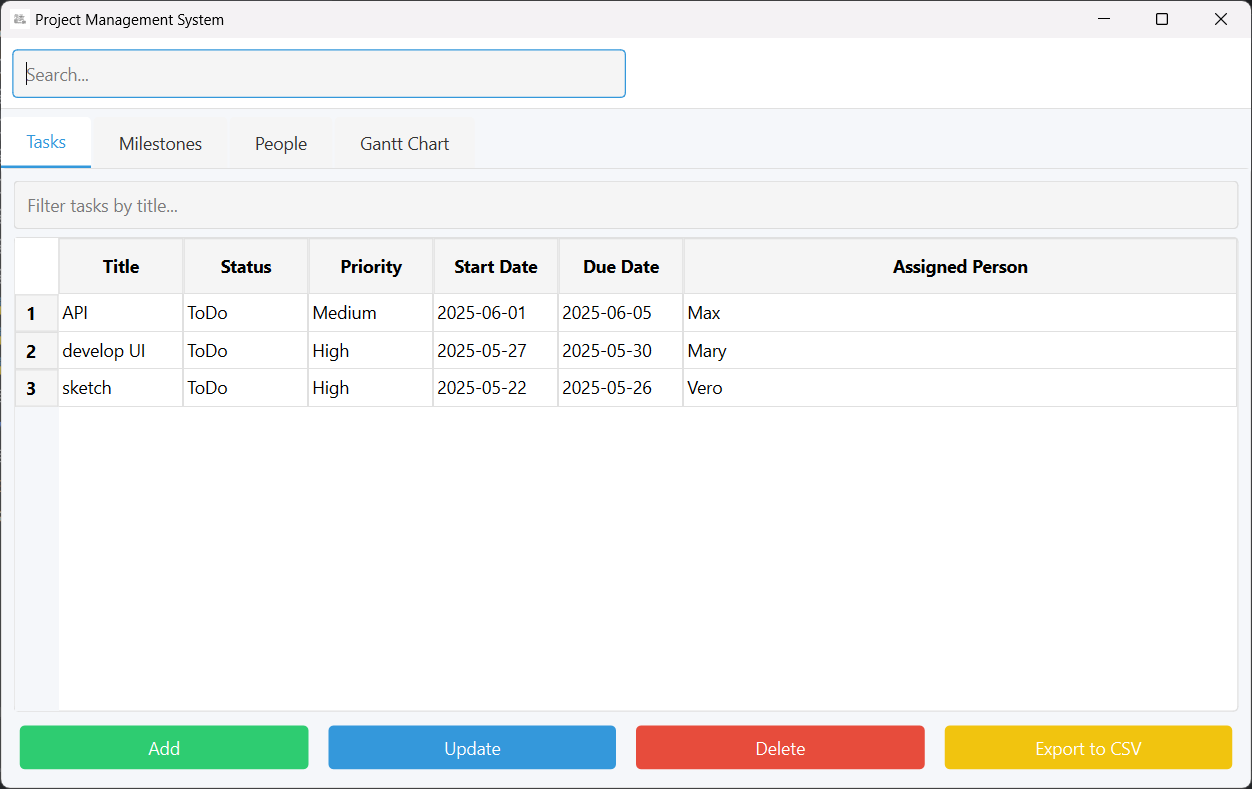 Project Management System
Search...
Tasks Milestones People Gantt Chart
Filter tasks by title...
Title Status Priority Start Date Due Date Assigned Person
1 API ToDo Medium 2025-06-01 2025-06-05 Max
2 develop UI ToDo High 2025-05-27 2025-05-30 Mary
3 sketch ToDo High 2025-05-22 2025-05-26 Vero
Add Update Delete Export to CSV